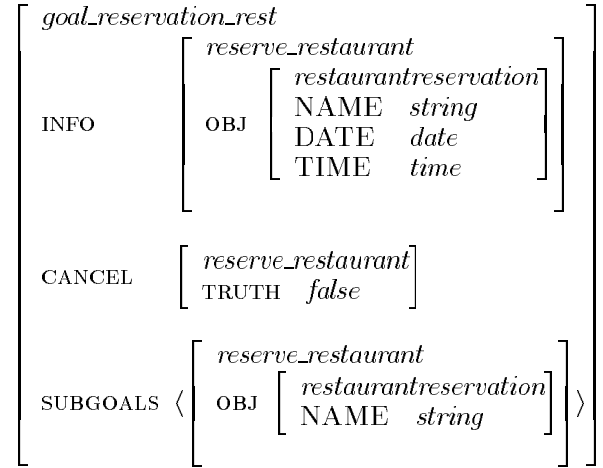 goal_reservation_rest
reserve_restaurant
restaurantreservation
INFO OBJ NAME string
DATE date
TIME time
reserve_restaurant
CANCEL TRUTH false
reserve_restaurant
restaurantreservation
SUBGOALS ⟨ OBJ NAME string ⟩